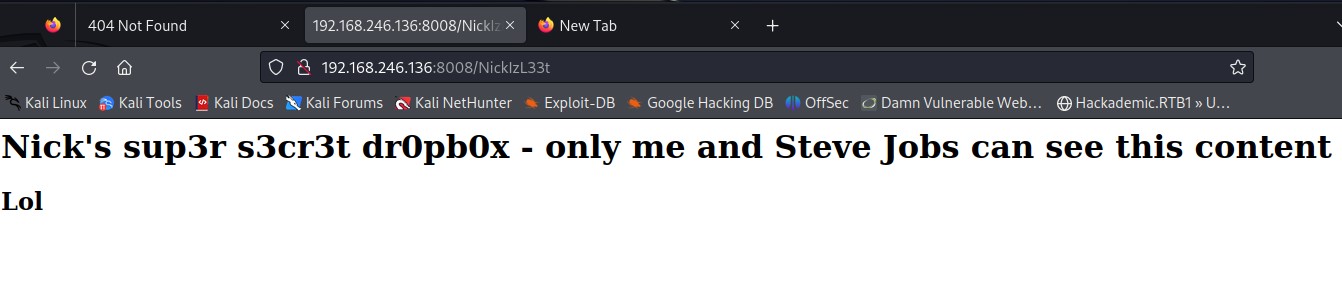 404 Not Found
192.168.246.136:8008/NickIz
New Tab
192.168.246.136:8008/NickIzL33t
Kali Linux Kali Tools Kali Docs Kali Forums Kali NetHunter Exploit-DB Google Hacking DB OffSec Damn Vulnerable Web… Hackademic.RTB1 » U…
Nick's sup3r s3cr3t dr0pb0x - only me and Steve Jobs can see this content
Lol